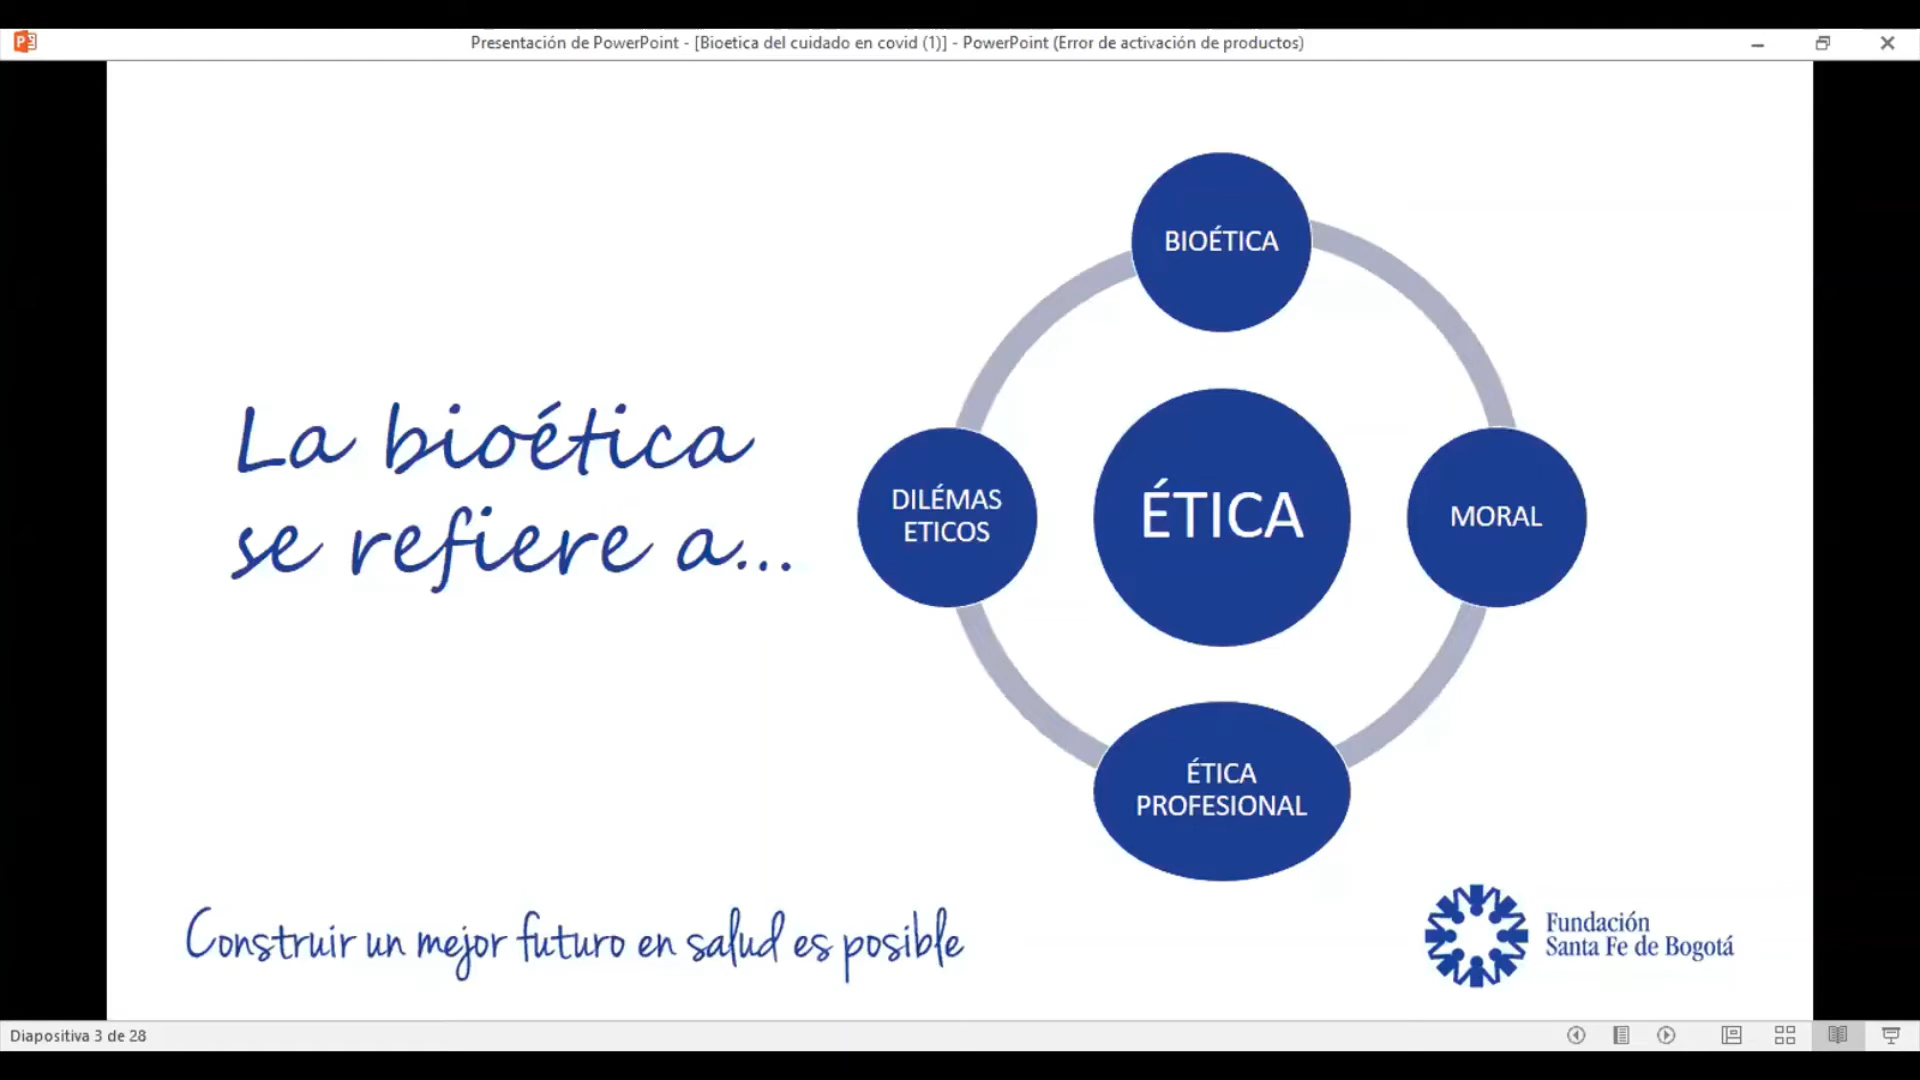 Presentación de PowerPoint - [Bioetica del cuidado en covid (1)] - PowerPoint (Error de activación de productos)
La bioética
se refiere a...
BIOÉTICA
DILÉMAS
ETICOS
ÉTICA
MORAL
ÉTICA
PROFESIONAL
Construir un mejor futuro en salud es posible
Fundación
Santa Fe de Bogotá
Diapositiva 3 de 28